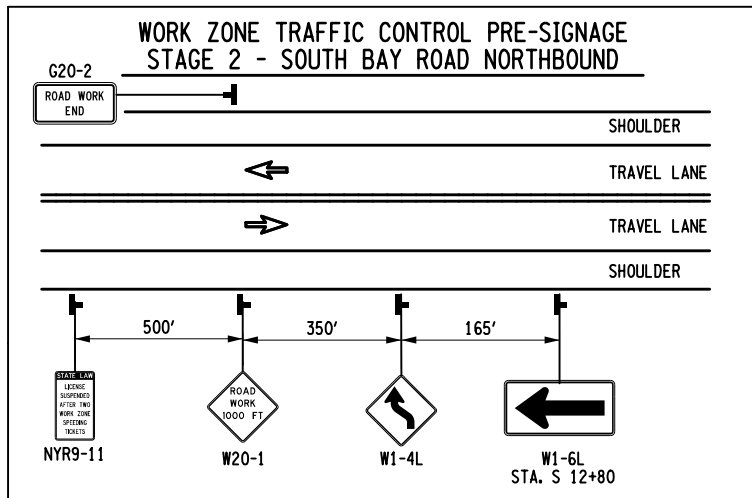 WORK ZONE TRAFFIC CONTROL PRE-SIGNAGE
STAGE 2 - SOUTH BAY ROAD NORTHBOUND
G20-2
ROAD WORK
END
SHOULDER
TRAVEL LANE
TRAVEL LANE
SHOULDER
500' 350' 165'
STATE LAW
LICENSE
SUSPENDED
AFTER TWO
WORK ZONE
SPEEDING
TICKETS
NYR9-11
ROAD
WORK
1000 FT
W20-1
W1-4L
W1-6L
STA. S 12+80